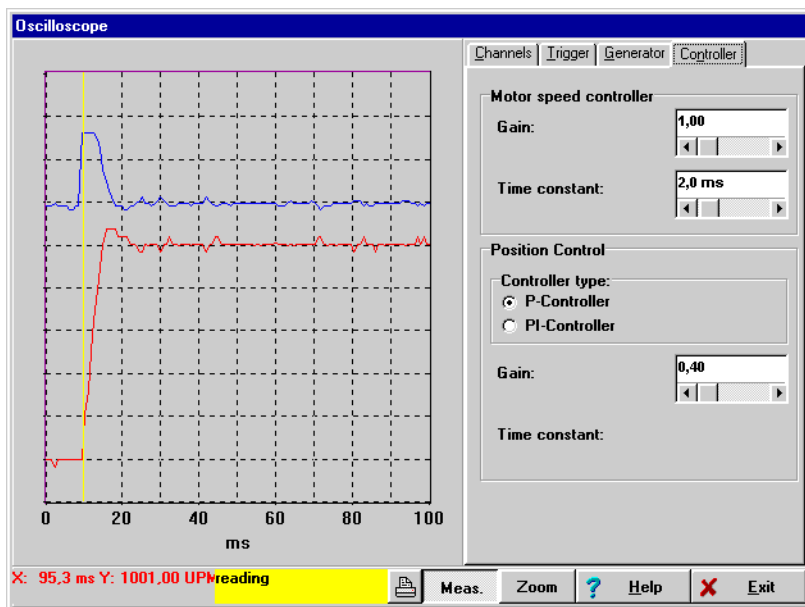 Oscilloscope
Channels Trigger Generator Controller
Motor speed controller
Gain:
1,00
Time constant:
2,0 ms
Position Control
Controller type:
P-Controller
PI-Controller
Gain:
0,40
Time constant:
0 20 40 60 80 100
ms
X: 95,3 ms Y: 1001,00 UPM
reading
Meas. Zoom ? Help Exit